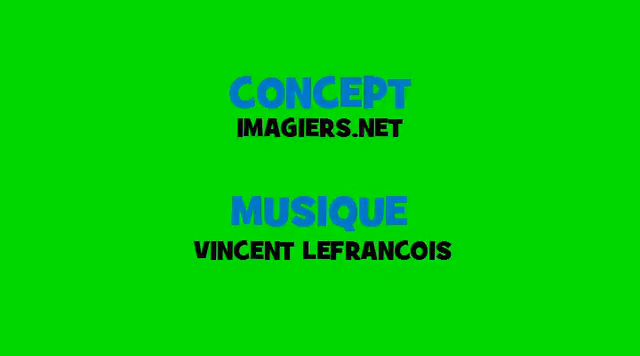 CONCEPT
IMAGIERS.NET
MUSIQUE
VINCENT LEFRANCOIS